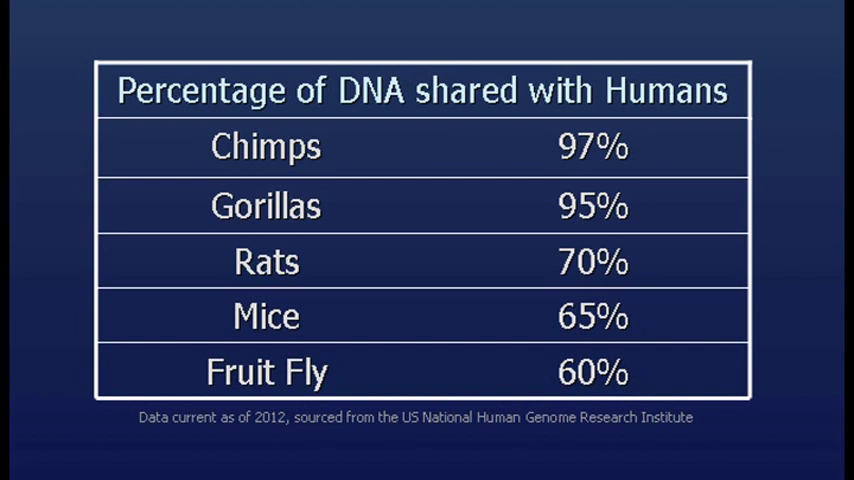 Percentage of DNA shared with Humans
Chimps 97%
Gorillas 95%
Rats 70%
Mice 65%
Fruit Fly 60%
Data current as of 2012, sourced from the US National Human Genome Research Institute